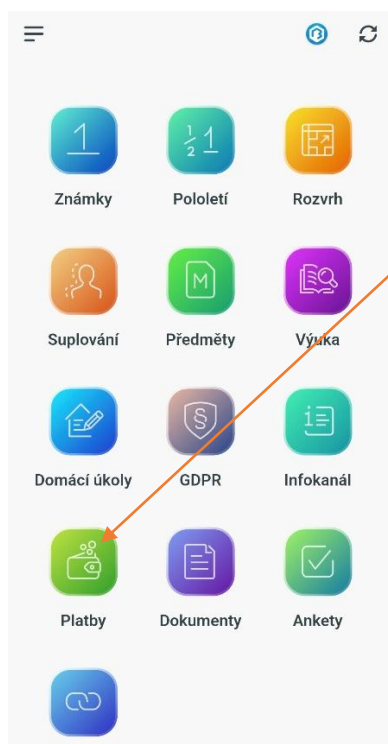 Známky Pololetí Rozvrh
Suplování Předměty Výuka
Domácí úkoly GDPR Infokanál
Platby Dokumenty Ankety